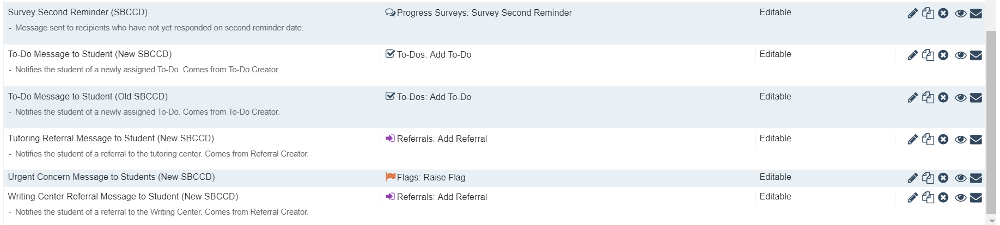 Survey Second Reminder (SBCCD) Progress Surveys: Survey Second Reminder Editable
- Message sent to recipients who have not yet responded on second reminder date.
To-Do Message to Student (New SBCCD) To-Dos: Add To-Do Editable
- Notifies the student of a newly assigned To-Do. Comes from To-Do Creator.
To-Do Message to Student (Old SBCCD) To-Dos: Add To-Do Editable
- Notifies the student of a newly assigned To-Do. Comes from To-Do Creator.
Tutoring Referral Message to Student (New SBCCD) Referrals: Add Referral Editable
- Notifies the student of a referral to the tutoring center. Comes from Referral Creator.
Urgent Concern Message to Students (New SBCCD) Flags: Raise Flag Editable
Writing Center Referral Message to Student (New SBCCD) Referrals: Add Referral Editable
- Notifies the student of a referral to the Writing Center. Comes from Referral Creator.